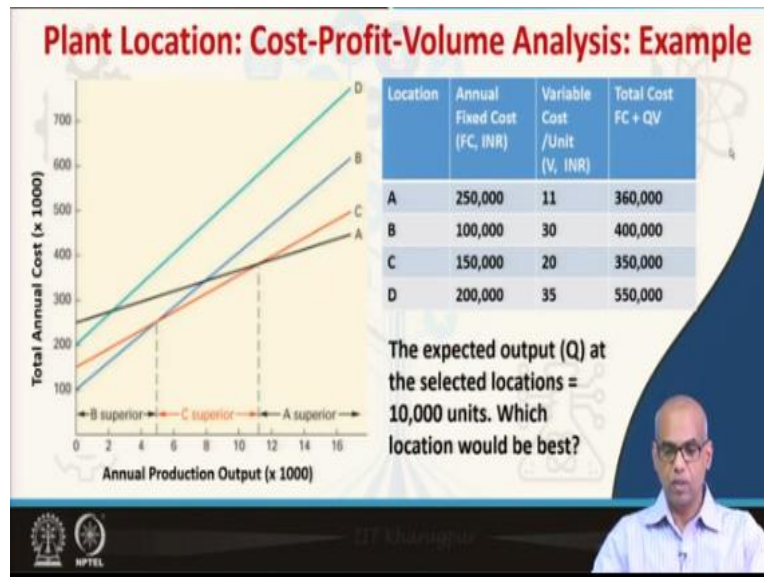 Plant Location: Cost-Profit-Volume Analysis: Example
Total Annual Cost (x 1000)
700
600
500
400
300
200
100
D
B
C
A
B superior
C superior
A superior
0 2 4 6 8 10 12 14 16
Annual Production Output (x 1000)
Location Annual Fixed Cost (FC, INR) Variable Cost /Unit (V, INR) Total Cost FC + QV
A 250,000 11 360,000
B 100,000 30 400,000
C 150,000 20 350,000
D 200,000 35 550,000
The expected output (Q) at
the selected locations =
10,000 units. Which
location would be best?
IIT Kharagpur
NPTEL